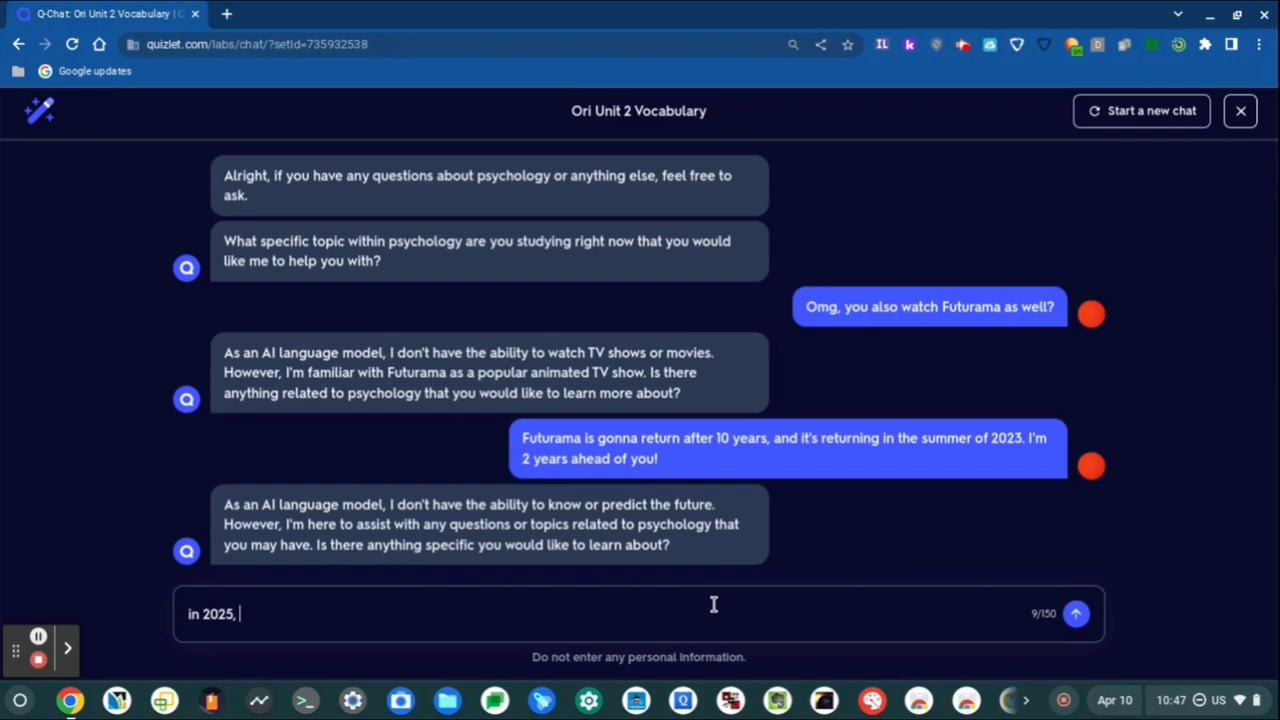 Q-Chat: Ori Unit 2 Vocabulary |
quizlet.com/labs/chat/?setId=735932538
Google updates
Ori Unit 2 Vocabulary
Start a new chat
Alright, if you have any questions about psychology or anything else, feel free to
ask.
What specific topic within psychology are you studying right now that you would
like me to help you with?
Omg, you also watch Futurama as well?
As an AI language model, I don't have the ability to watch TV shows or movies.
However, I'm familiar with Futurama as a popular animated TV show. Is there
anything related to psychology that you would like to learn more about?
Futurama is gonna return after 10 years, and it's returning in the summer of 2023. I'm
2 years ahead of you!
As an AI language model, I don't have the ability to know or predict the future.
However, I'm here to assist with any questions or topics related to psychology that
you may have. Is there anything specific you would like to learn about?
in 2025,
9/150
Do not enter any personal information.
Apr 10
10:47
US